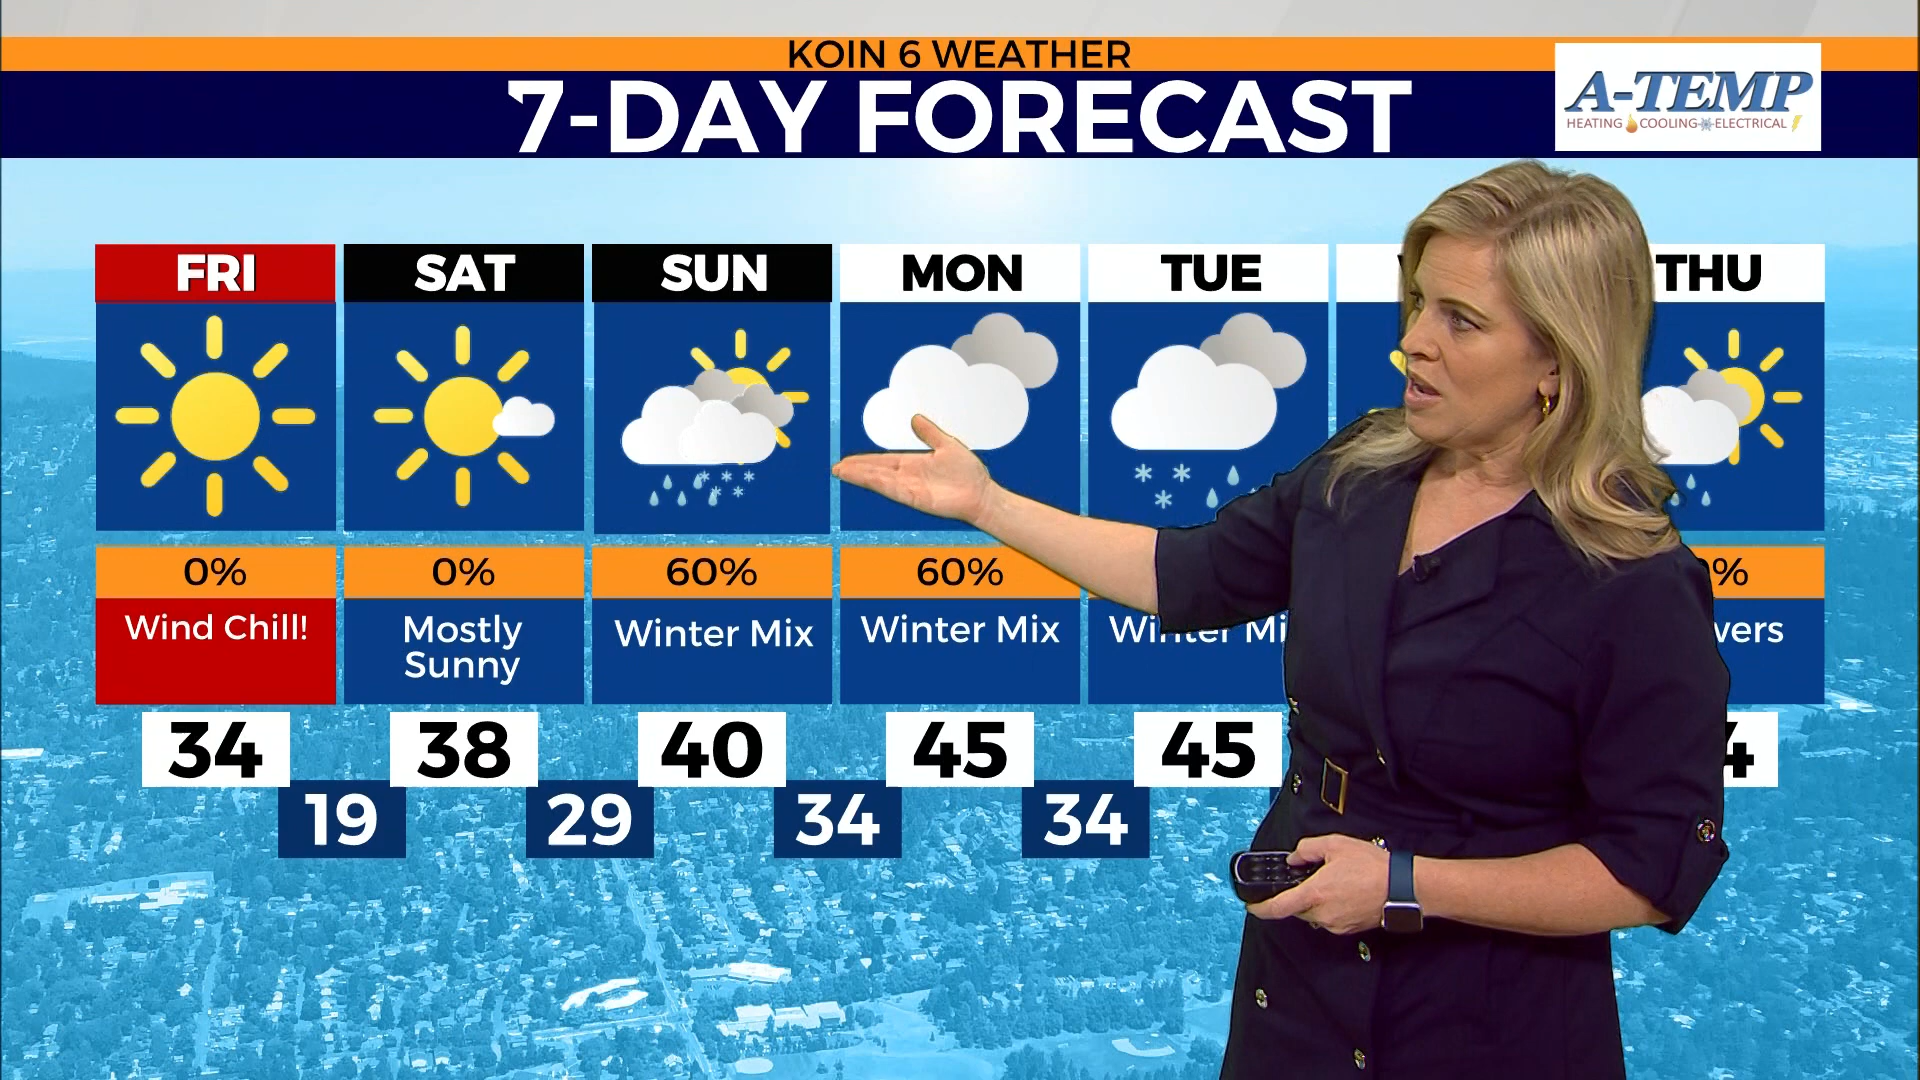 KOIN 6 WEATHER
7-DAY FORECAST
A-TEMP
HEATING COOLING ELECTRICAL
FRI SAT SUN MON TUE THU
0% 0% 60% 60%
Wind Chill! Mostly Sunny Winter Mix Winter Mix Winter
34 38 40 45 45
19 29 34 34